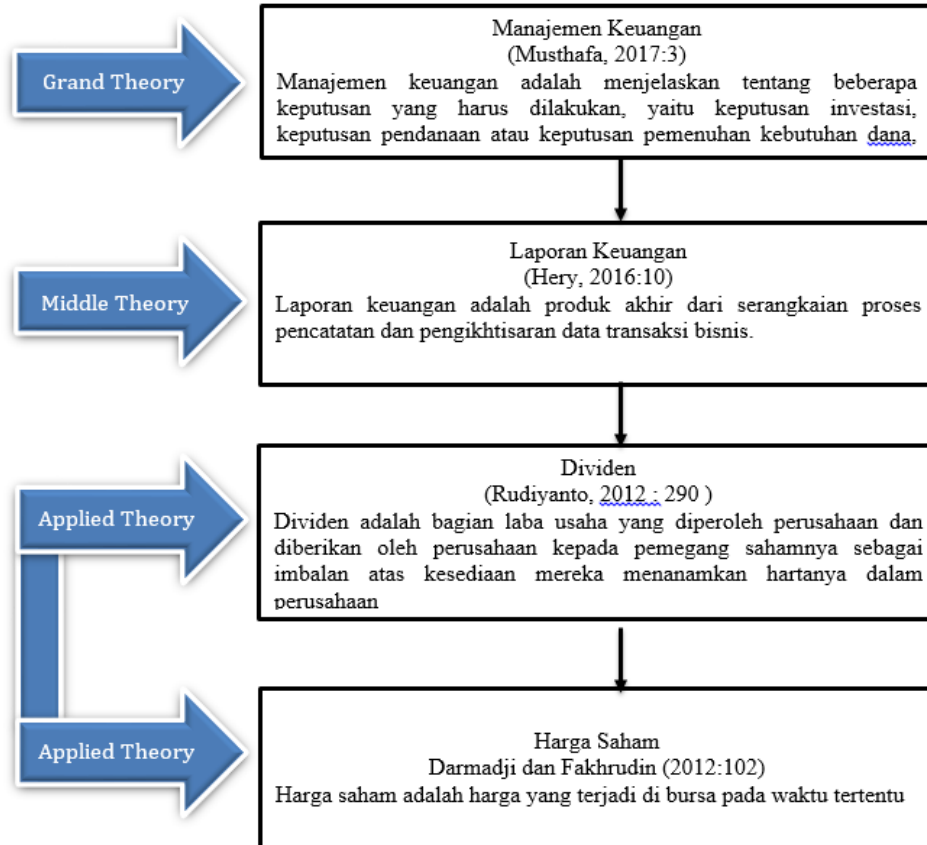 Grand Theory
Manajemen Keuangan
(Musthafa, 2017:3)
Manajemen keuangan adalah menjelaskan tentang beberapa
keputusan yang harus dilakukan, yaitu keputusan investasi,
keputusan pendanaan atau keputusan pemenuhan kebutuhan dana,
Middle Theory
Laporan Keuangan
(Hery, 2016:10)
Laporan keuangan adalah produk akhir dari serangkaian proses
pencatatan dan pengikhtisaran data transaksi bisnis.
Applied Theory
Dividen
(Rudiyanto, 2012 : 290 )
Dividen adalah bagian laba usaha yang diperoleh perusahaan dan
diberikan oleh perusahaan kepada pemegang sahamnya sebagai
imbalan atas kesediaan mereka menanamkan hartanya dalam
perusahaan
Applied Theory
Harga Saham
Darmadji dan Fakhrudin (2012:102)
Harga saham adalah harga yang terjadi di bursa pada waktu tertentu